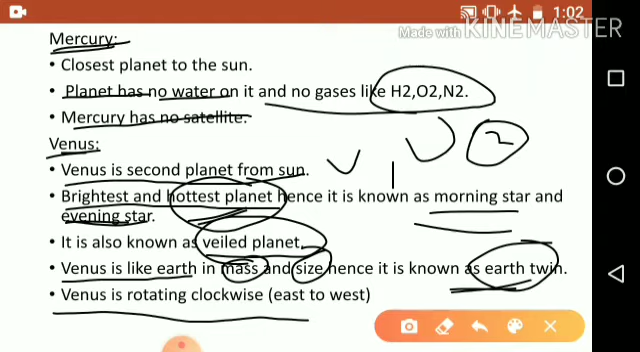 1:02
Made with KINEMASTER
Mercury:
• Closest planet to the sun.
• Planet has no water on it and no gases like H2,O2,N2.
• Mercury has no satellite.
Venus:
• Venus is second planet from sun.
• Brightest and hottest planet hence it is known as morning star and
evening star.
• It is also known as veiled planet.
• Venus is like earth in mass and size hence it is known as earth twin.
• Venus is rotating clockwise (east to west)